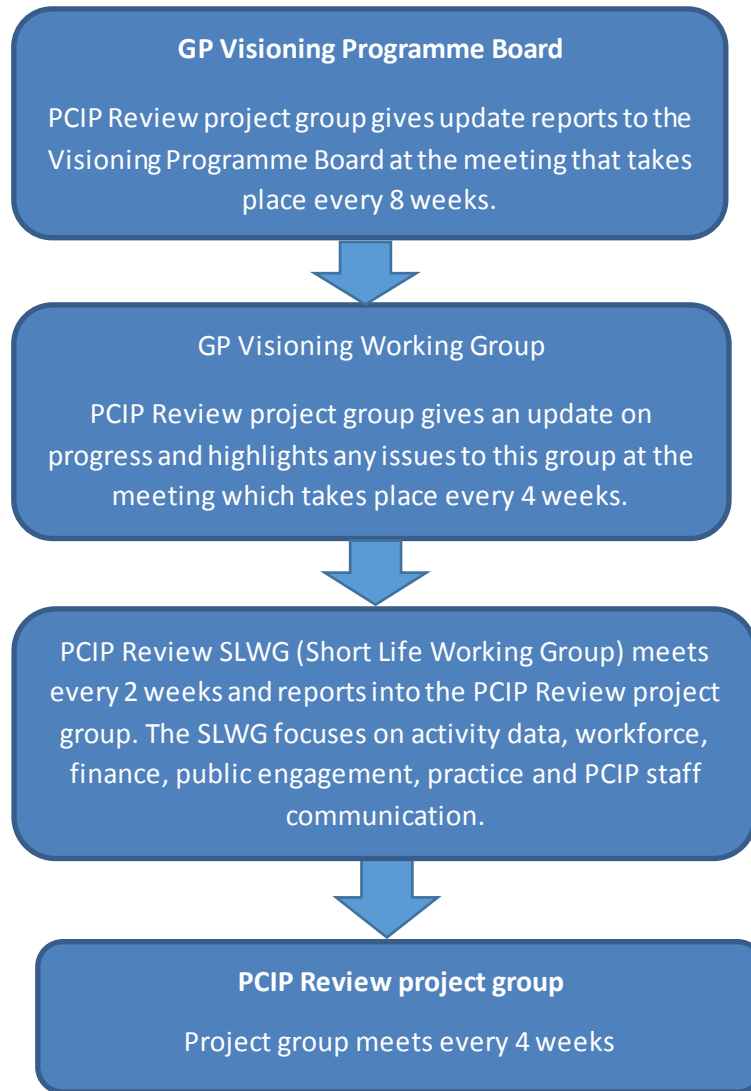 GP Visioning Programme Board
PCIP Review project group gives update reports to the
Visioning Programme Board at the meeting that takes
place every 8 weeks.
GP Visioning Working Group
PCIP Review project group gives an update on
progress and highlights any issues to this group at the
meeting which takes place every 4 weeks.
PCIP Review SLWG (Short Life Working Group) meets
every 2 weeks and reports into the PCIP Review project
group. The SLWG focuses on activity data, workforce,
finance, public engagement, practice and PCIP staff
communication.
PCIP Review project group
Project group meets every 4 weeks